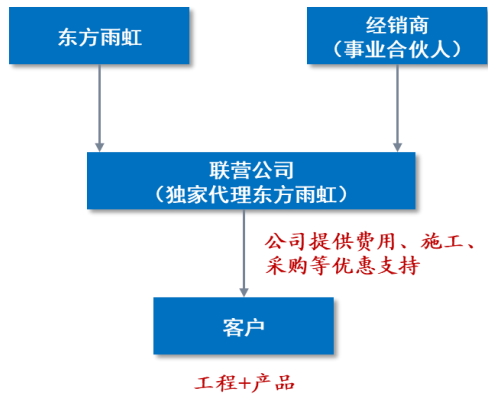 东方雨虹
经销商
（事业合伙人）
联营公司
（独家代理东方雨虹）
公司提供费用、施工、
采购等优惠支持
客户
工程+产品